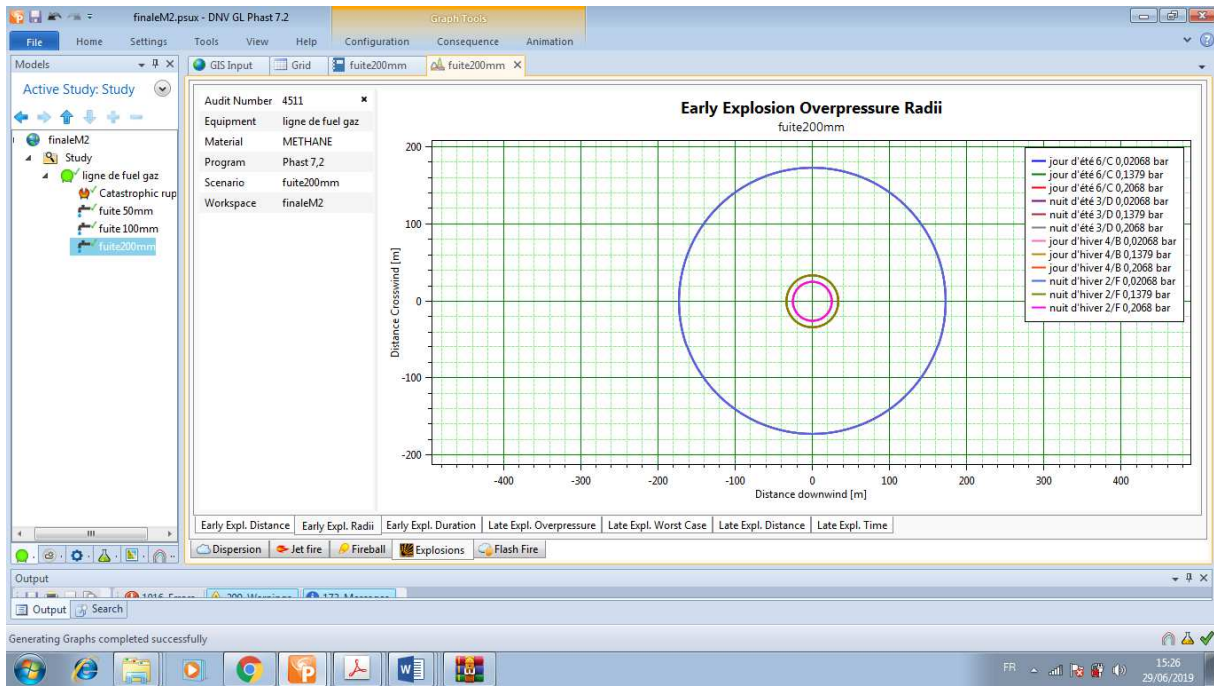 finaleM2.psux - DNV GL Phast 7.2
Graph Tools
File Home Settings Tools View Help Configuration Consequence Animation
Models
GIS Input Grid fuite200mm fuite200mm
Active Study: Study
finaleM2
Study
ligne de fuel gaz
Catastrophic rup
fuite 50mm
fuite 100mm
fuite200mm
Audit Number 4511
Equipment ligne de fuel gaz
Material METHANE
Program Phast 7,2
Scenario fuite200mm
Workspace finaleM2
Early Explosion Overpressure Radii
fuite200mm
200
100
0
-100
-200
Distance Crosswind [m]
-400 -300 -200 -100 0 100 200 300 400
Distance downwind [m]
jour d'été 6/C 0,02068 bar
jour d'été 6/C 0,1379 bar
jour d'été 6/C 0,2068 bar
nuit d'été 3/D 0,02068 bar
nuit d'été 3/D 0,1379 bar
nuit d'été 3/D 0,2068 bar
jour d'hiver 4/B 0,02068 bar
jour d'hiver 4/B 0,1379 bar
jour d'hiver 4/B 0,2068 bar
nuit d'hiver 2/F 0,02068 bar
nuit d'hiver 2/F 0,1379 bar
nuit d'hiver 2/F 0,2068 bar
Early Expl. Distance Early Expl. Radii Early Expl. Duration Late Expl. Overpressure Late Expl. Worst Case Late Expl. Distance Late Expl. Time
Dispersion Jet fire Fireball Explosions Flash Fire
Output
Output Search
Generating Graphs completed successfully
FR
15:26
29/06/2019